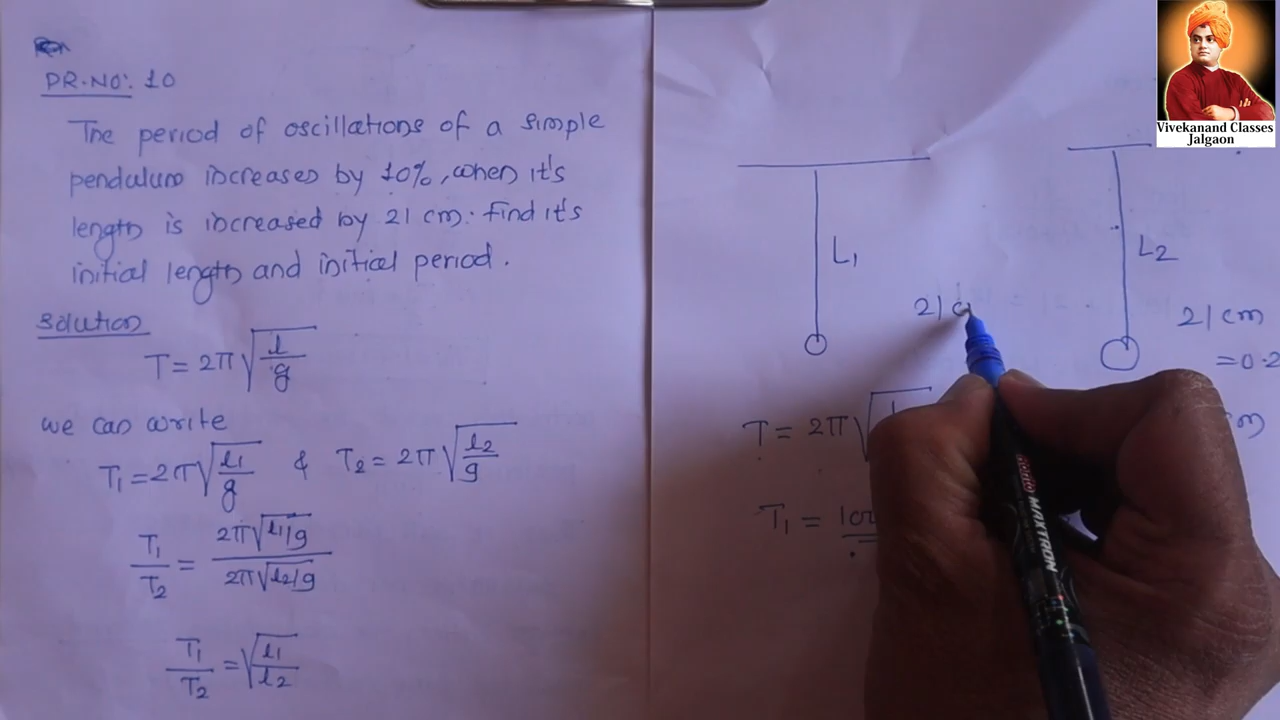 PR.NO: 10
The period of oscillations of a simple
pendulum increases by 10%, when it's
length is increased by 21 cm. find it's
initial length and initial period.
Solution
T = 2π√(l/g)
we can write
T₁ = 2π√(l₁/g) & T₂ = 2π√(l₂/g)
T₁/T₂ = 2π√(l₁/g) / 2π√(l₂/g)
T₁/T₂ = √(l₁/l₂)
L₁
L₂
21
21 cm
= 0.2
T = 2π
T₁ =
Vivekanand Classes
Jalgaon